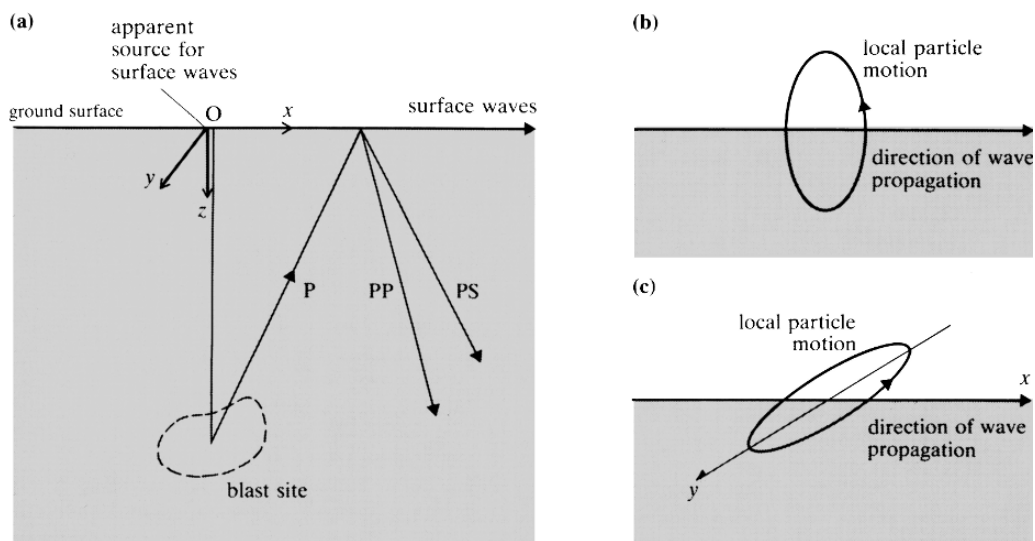 (a)
apparent
source for
surface waves
ground surface
O
x
surface waves
y
z
P
PP
PS
blast site
(b)
local particle
motion
direction of wave
propagation
(c)
local particle
motion
x
direction of wave
propagation
y